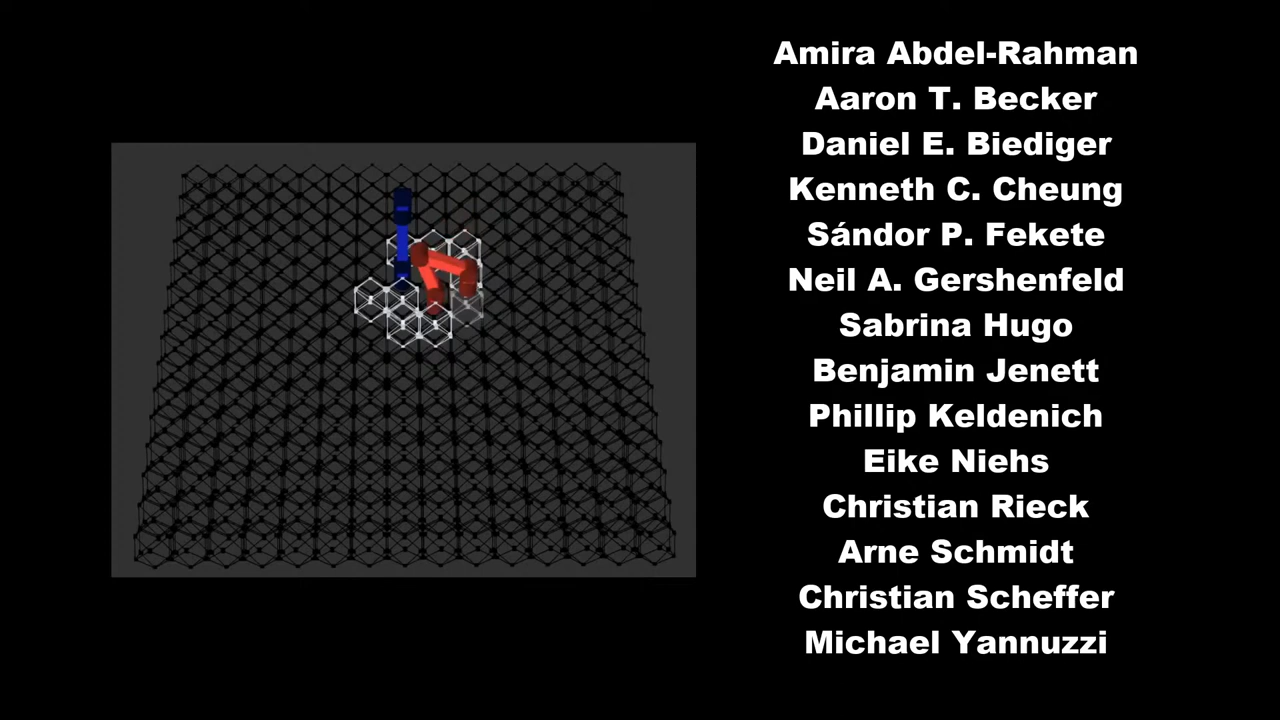 Amira Abdel-Rahman
Aaron T. Becker
Daniel E. Biediger
Kenneth C. Cheung
Sándor P. Fekete
Neil A. Gershenfeld
Sabrina Hugo
Benjamin Jenett
Phillip Keldenich
Eike Niehs
Christian Rieck
Arne Schmidt
Christian Scheffer
Michael Yannuzzi